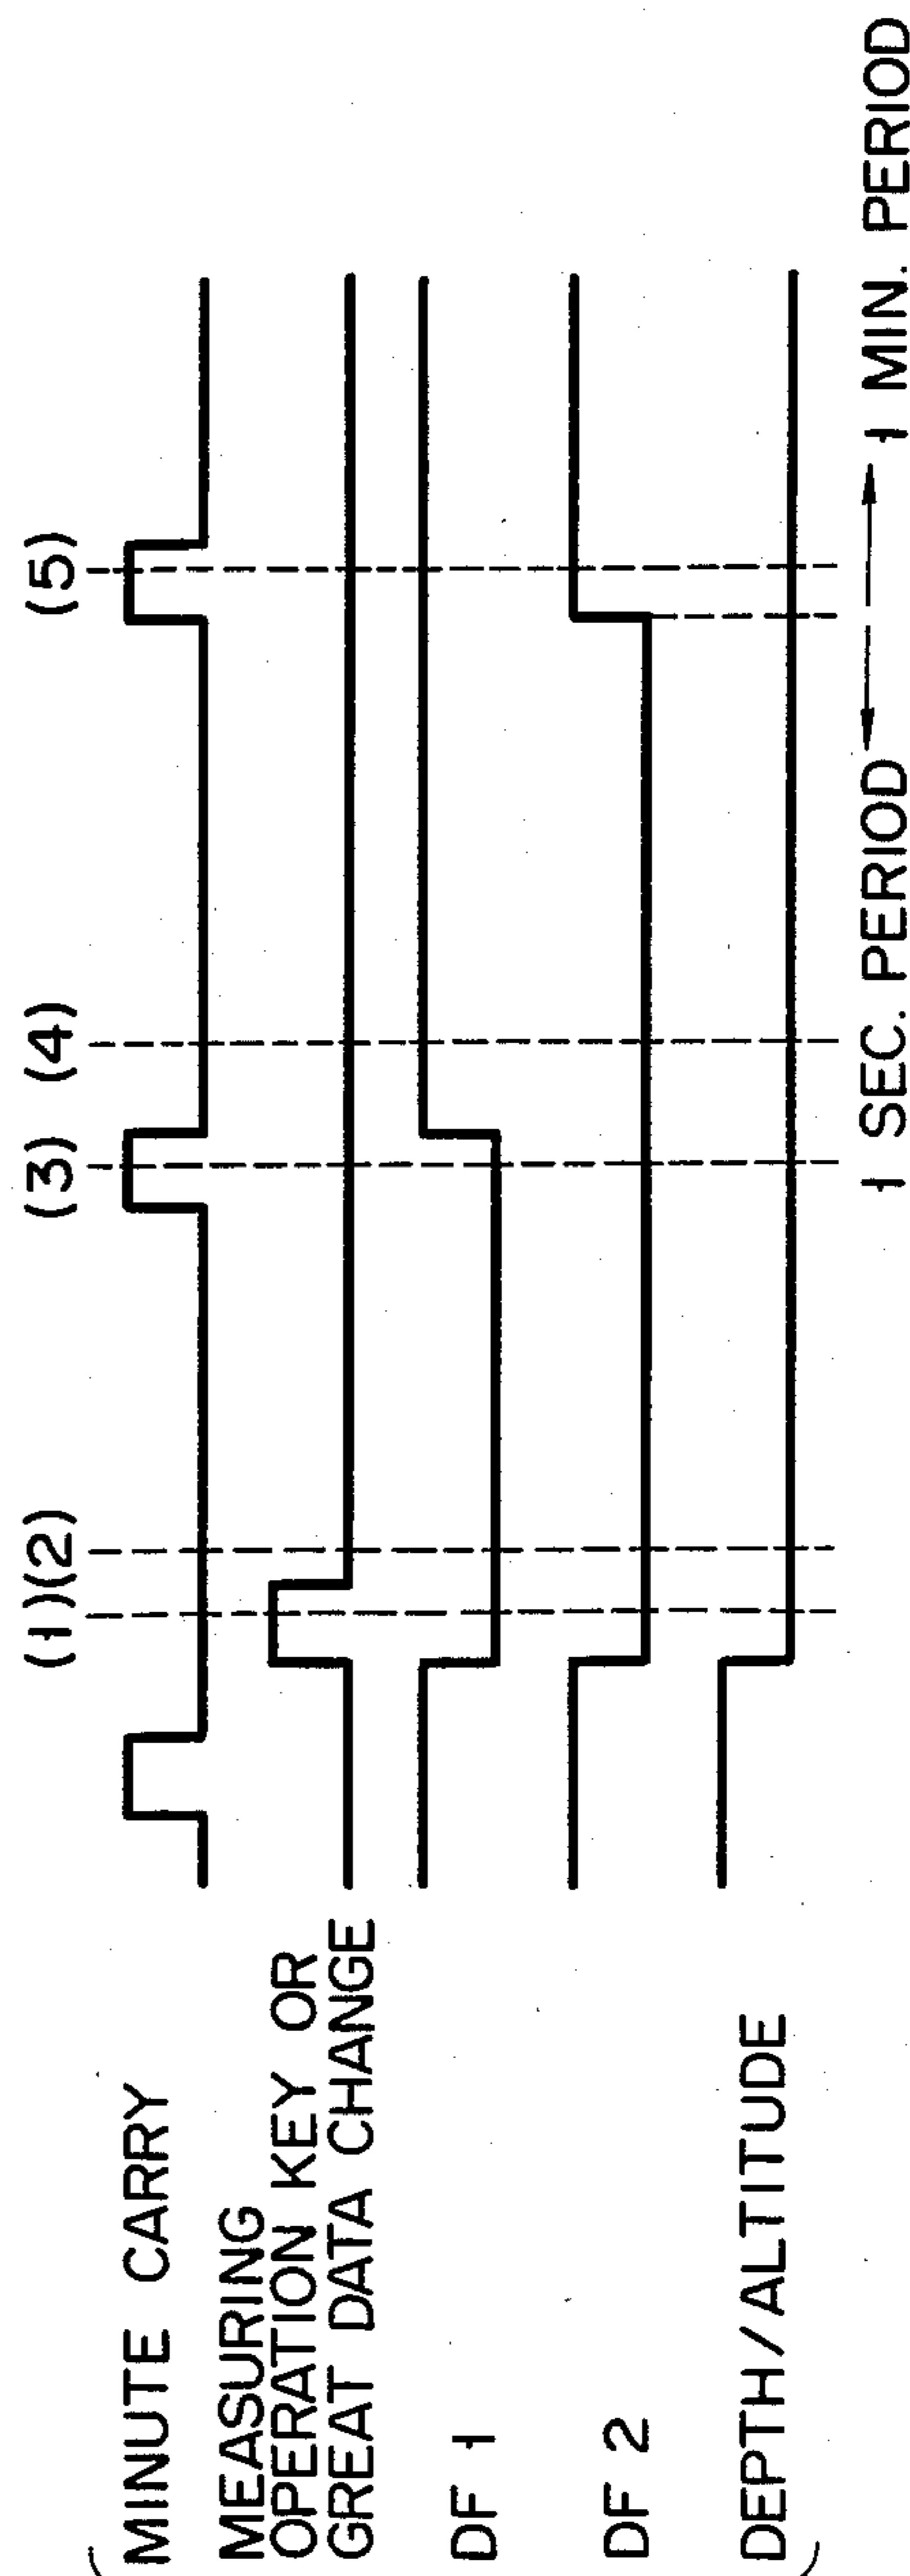 (1)(2) (3) (4) (5)
MINUTE CARRY
MEASURING
OPERATION KEY OR
GREAT DATA CHANGE
DF 1
DF 2
DEPTH/ALTITUDE
1 SEC. PERIOD 1 MIN. PERIOD